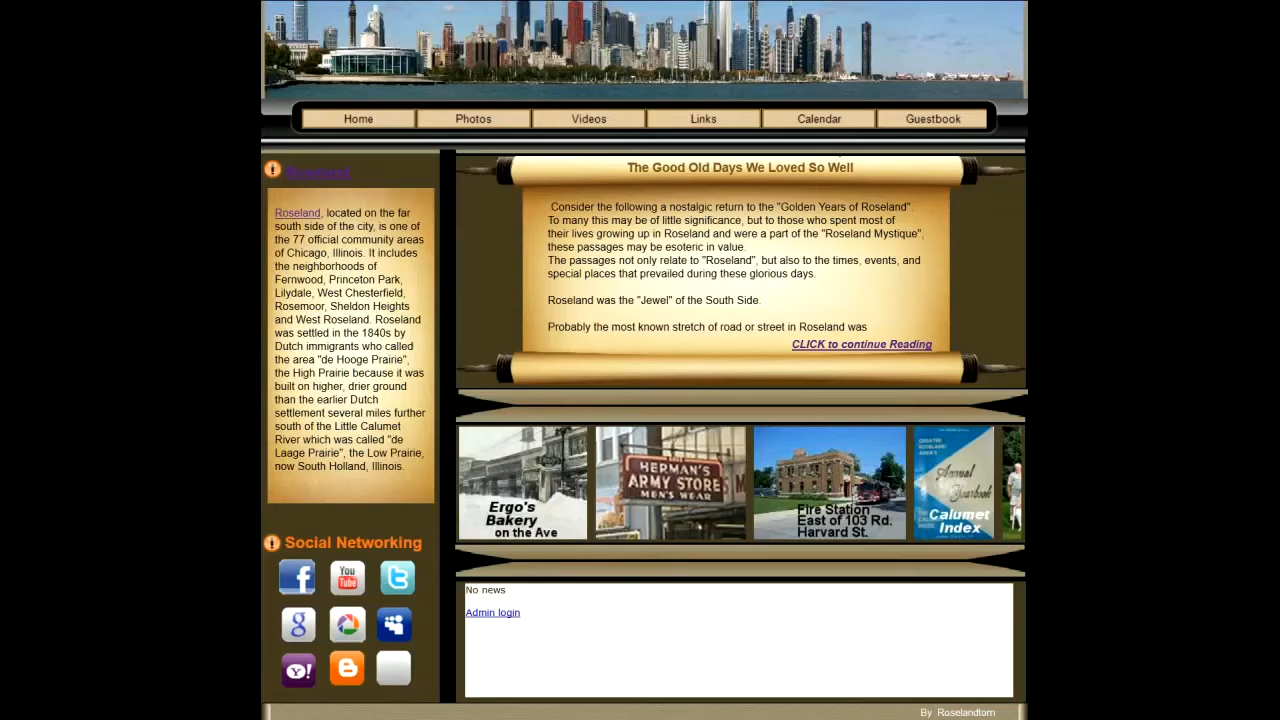 Home Photos Videos Links Calendar Guestbook
Roseland
Roseland, located on the far
south side of the city, is one of
the 77 official community areas
of Chicago, Illinois. It includes
the neighborhoods of
Fernwood, Princeton Park,
Lilydale, West Chesterfield,
Rosemoor, Sheldon Heights
and West Roseland. Roseland
was settled in the 1840s by
Dutch immigrants who called
the area "de Hooge Prairie",
the High Prairie because it was
built on higher, drier ground
than the earlier Dutch
settlement several miles further
south of the Little Calumet
River which was called "de
Laage Prairie", the Low Prairie,
now South Holland, Illinois.
Social Networking
f
You
Tube
t
g
Y!
B
The Good Old Days We Loved So Well
Consider the following a nostalgic return to the "Golden Years of Roseland".
To many this may be of little significance, but to those who spent most of
their lives growing up in Roseland and were a part of the "Roseland Mystique",
these passages may be esoteric in value.
The passages not only relate to "Roseland", but also to the times, events, and
special places that prevailed during these glorious days.
Roseland was the "Jewel" of the South Side.
Probably the most known stretch of road or street in Roseland was
CLICK to continue Reading
Ergo's
Bakery
on the Ave
HERMAN'S
ARMY STORE
MEN'S WEAR
Fire Station
East of 103 Rd.
Harvard St.
GREATER
ROSELAND
AREA'S
Annual
Yearbook
Calumet
Index
No news
Admin login
By Roselandtom